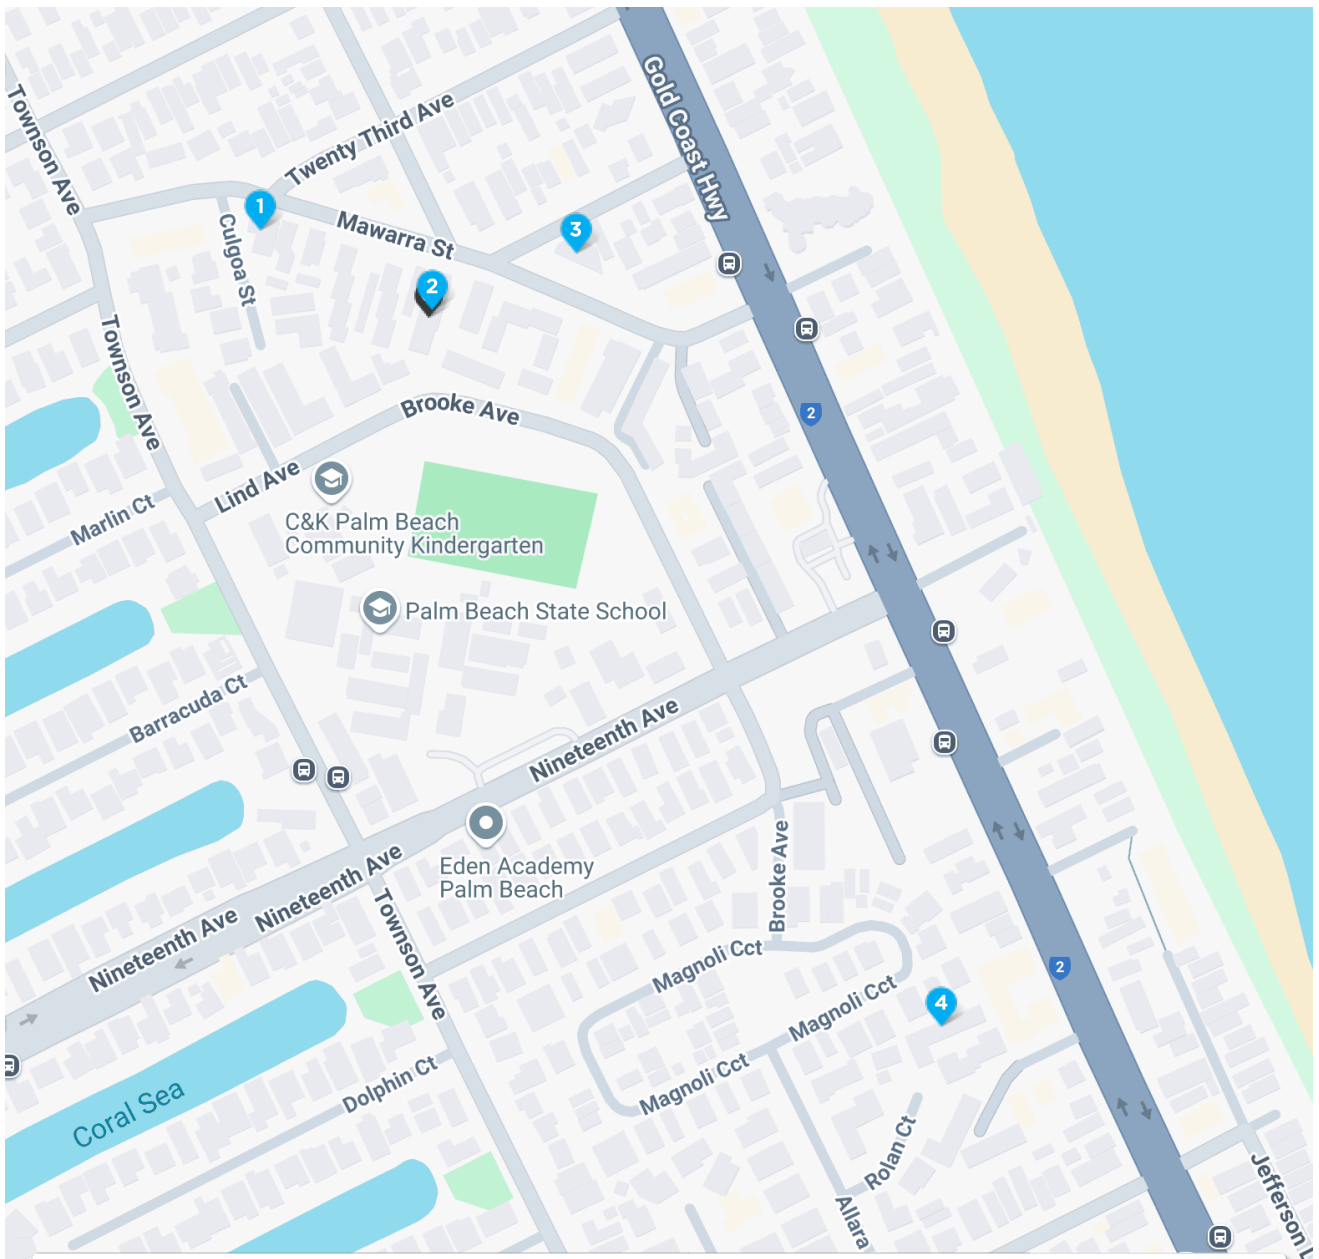 Gold Coast Hwy
Townson Ave
Twenty Third Ave
1
Mawarra St
3
Culgoa St
2
Townson Ave
2
Brooke Ave
Lind Ave
Marlin Ct
C&K Palm Beach
Community Kindergarten
Palm Beach State School
Barracuda Ct
Nineteenth Ave
Eden Academy
Palm Beach
Brooke Ave
Nineteenth Ave
Nineteenth Ave
Townson Ave
Magnoli Cct
2
Magnoli Cct
4
Magnoli Cct
Dolphin Ct
Coral Sea
Rolan Ct
Allara
Jefferson L